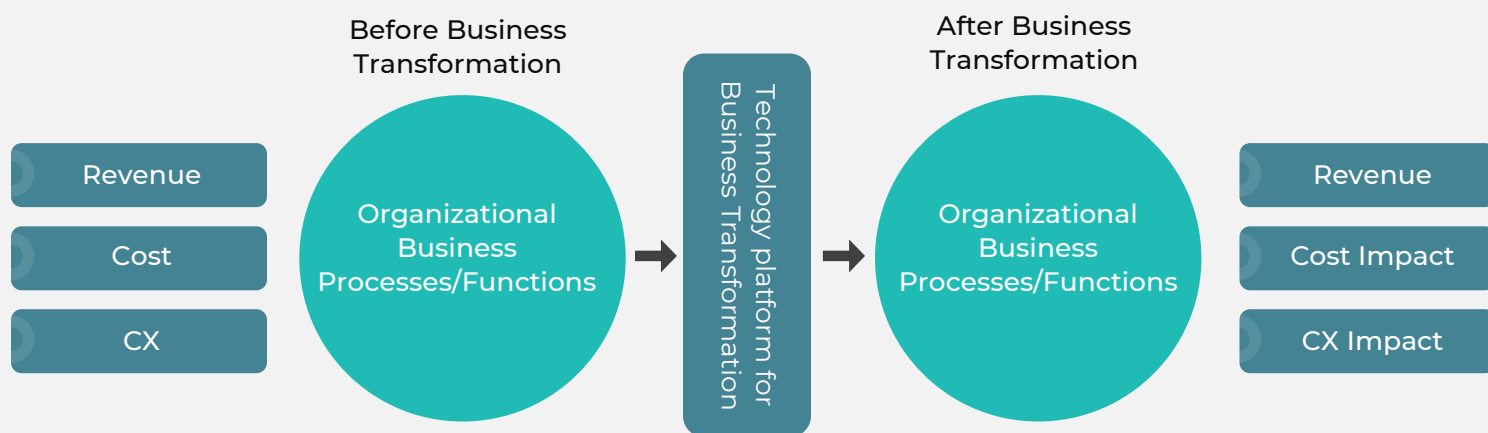 Before Business
Transformation
After Business
Transformation
Revenue
Cost
CX
Organizational
Business
Processes/Functions
Technology platform for
Business Transformation
Organizational
Business
Processes/Functions
Revenue
Cost Impact
CX Impact